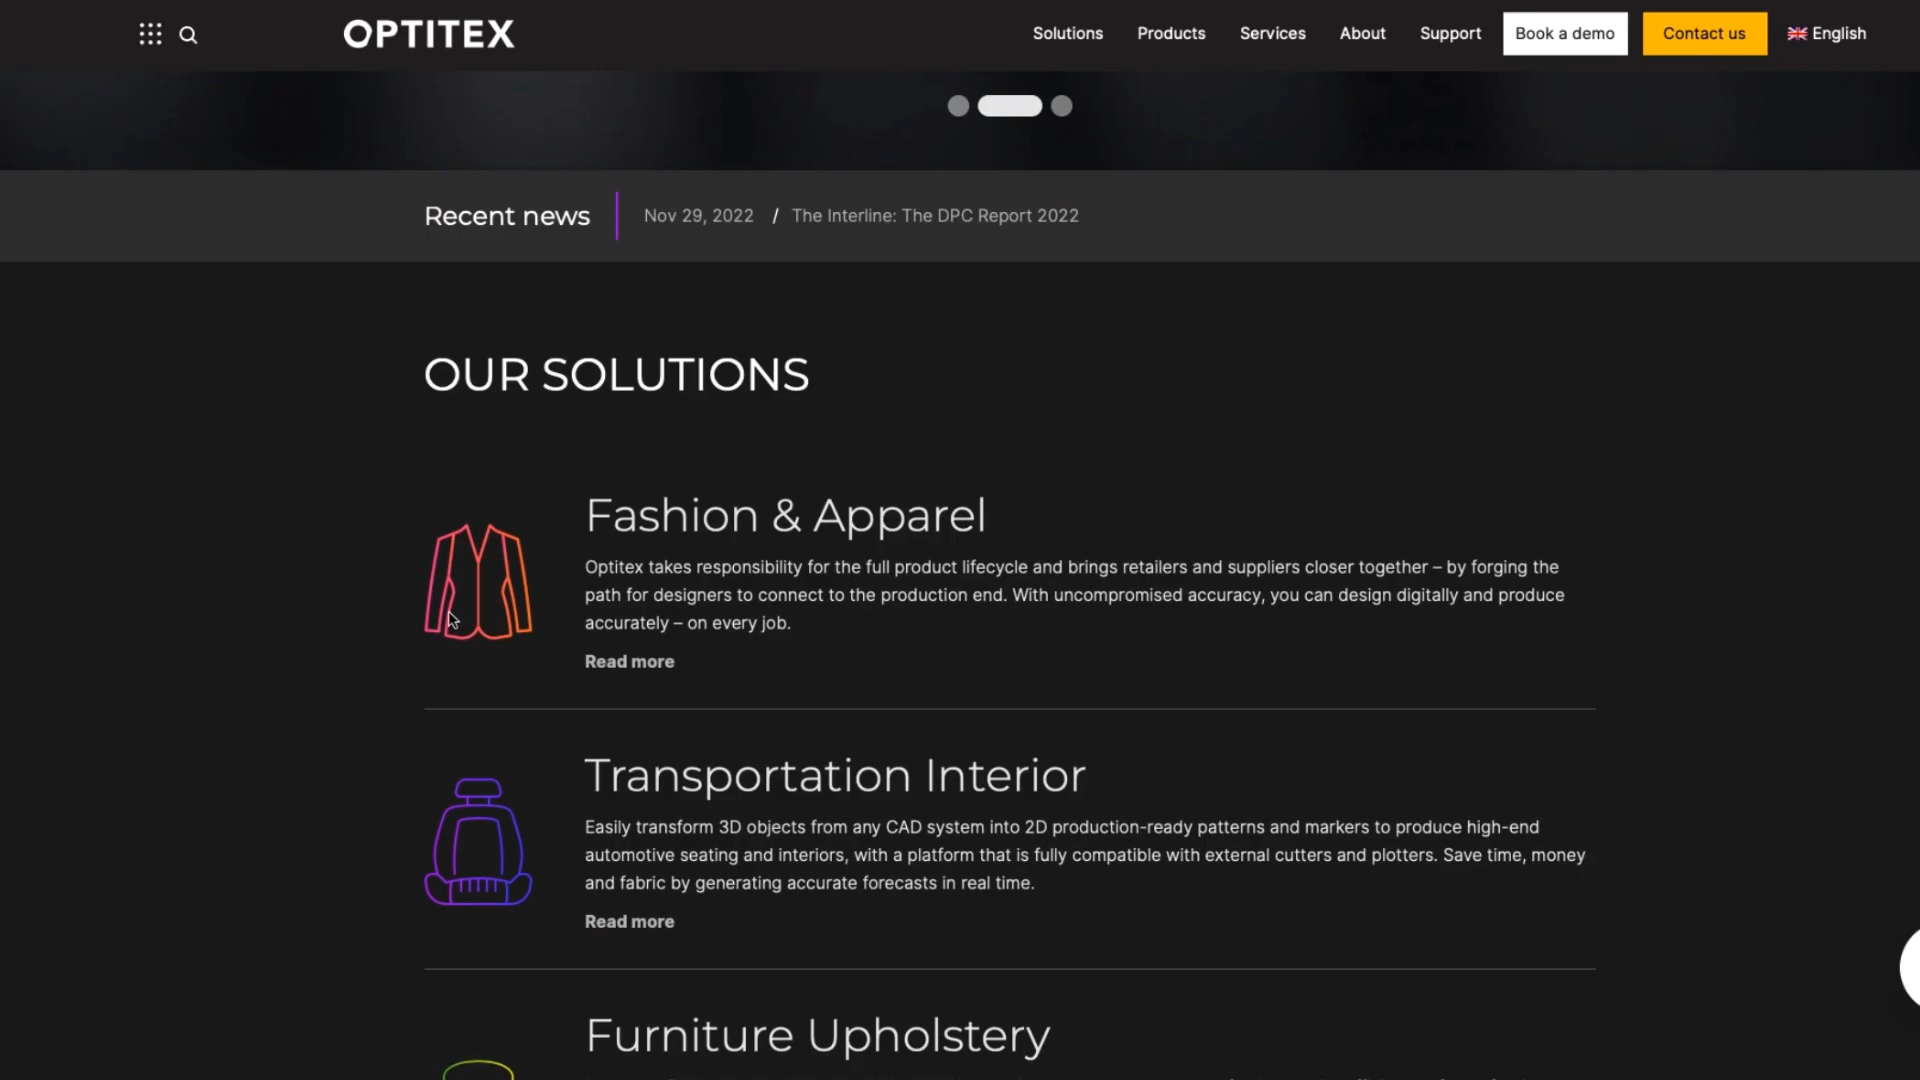 OPTITEX
Solutions
Products
Services
About
Support
Book a demo
Contact us
English
Recent news
Nov 29, 2022 / The Interline: The DPC Report 2022
OUR SOLUTIONS
Fashion & Apparel
Optitex takes responsibility for the full product lifecycle and brings retailers and suppliers closer together – by forging the
path for designers to connect to the production end. With uncompromised accuracy, you can design digitally and produce
accurately – on every job.
Read more
Transportation Interior
Easily transform 3D objects from any CAD system into 2D production-ready patterns and markers to produce high-end
automotive seating and interiors, with a platform that is fully compatible with external cutters and plotters. Save time, money
and fabric by generating accurate forecasts in real time.
Read more
Furniture Upholstery